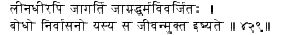 लीनधीरपि जागर्ति जाग्रद्धर्मविवर्जितः ।
बोधो निर्वासनो यस्य स जीवन्मुक्त इष्यते ॥ ४२९॥